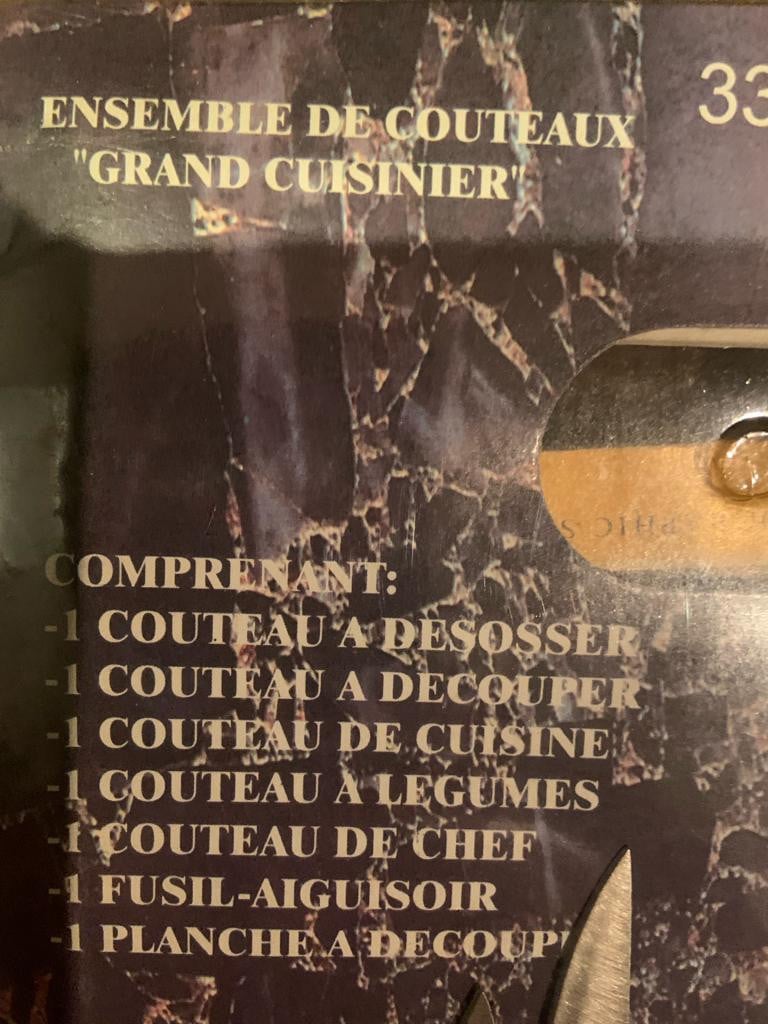 ENSEMBLE DE COUTEAUX
"GRAND CUISINIER"
33
COMPRENANT:
-1 COUTEAU A DESOSSER
-1 COUTEAU A DECOUPER
-1 COUTEAU DE CUISINE
-1 COUTEAU A LEGUMES
-1 COUTEAU DE CHEF
-1 FUSIL-AIGUISOIR
-1 PLANCHE A DECOUP